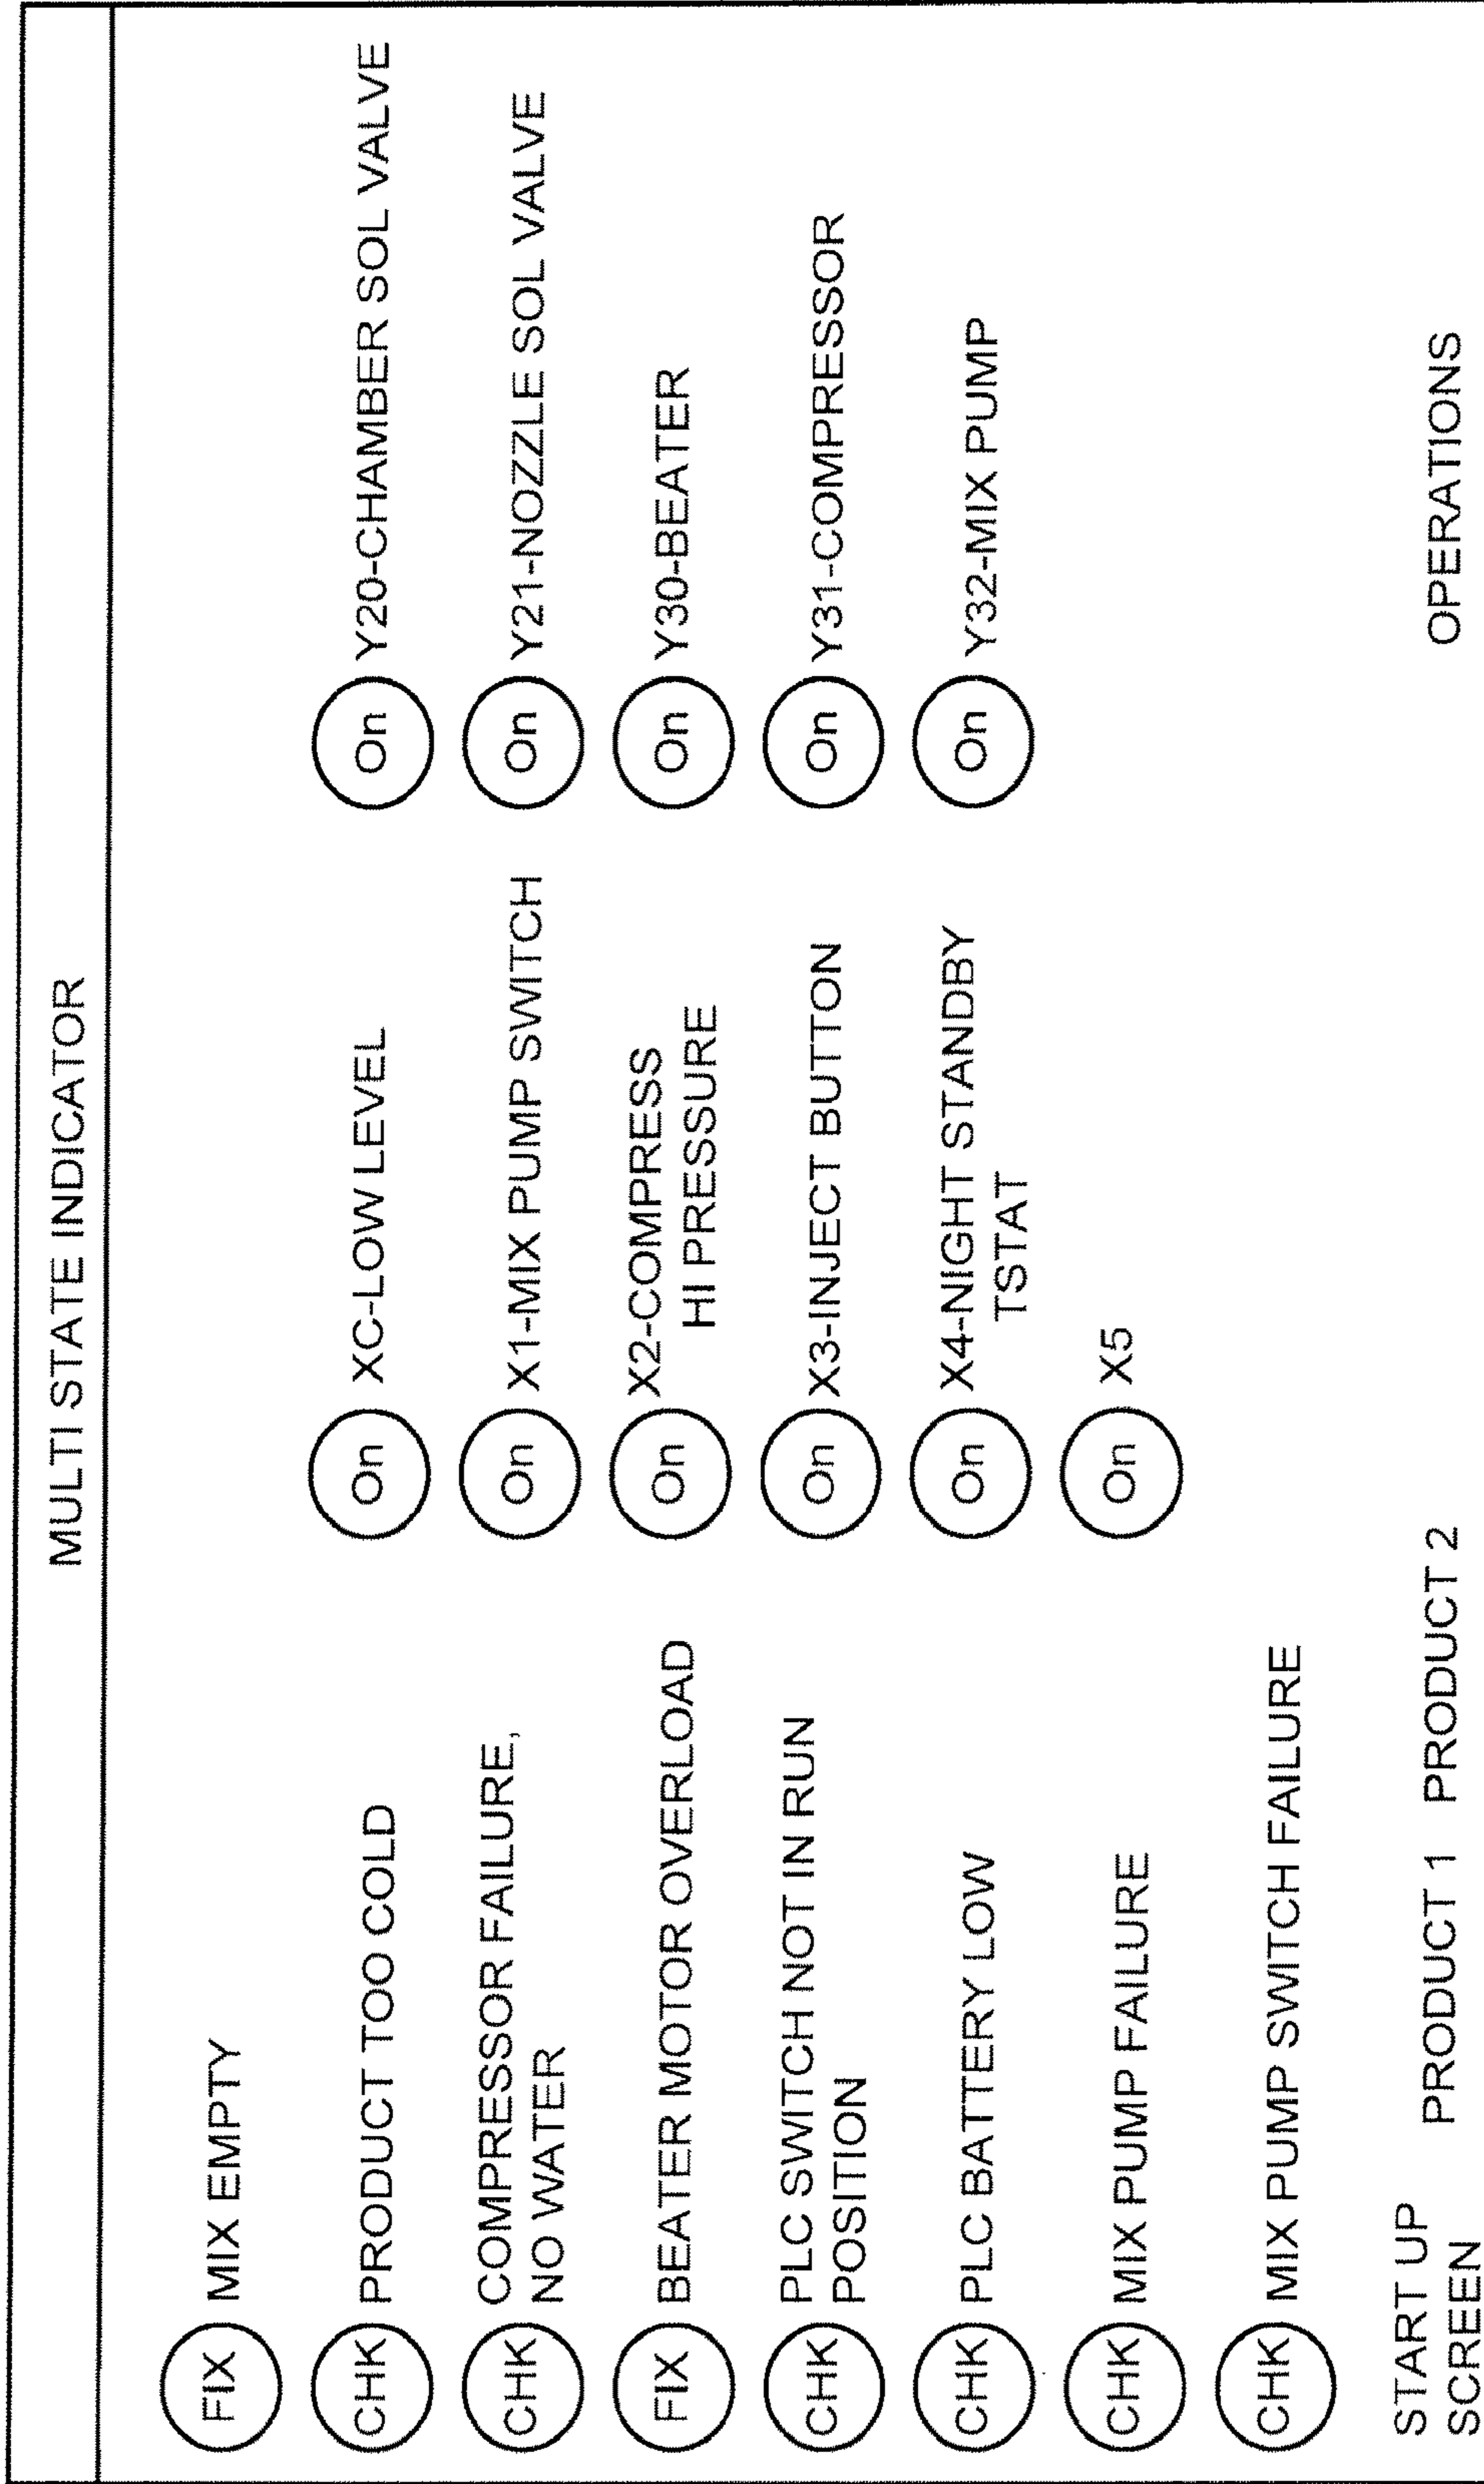 MULTI STATE INDICATOR
FIX MIX EMPTY
CHK PRODUCT TOO COLD
CHK COMPRESSOR FAILURE,
NO WATER
FIX BEATER MOTOR OVERLOAD
CHK PLC SWITCH NOT IN RUN
POSITION
CHK PLC BATTERY LOW
CHK MIX PUMP FAILURE
CHK MIX PUMP SWITCH FAILURE
On XC-LOW LEVEL
On X1-MIX PUMP SWITCH
On X2-COMPRESS
HI PRESSURE
On X3-INJECT BUTTON
On X4-NIGHT STANDBY
TSTAT
On X5
On Y20-CHAMBER SOL VALVE
On Y21-NOZZLE SOL VALVE
On Y30-BEATER
On Y31-COMPRESSOR
On Y32-MIX PUMP
START UP
SCREEN
PRODUCT 1
PRODUCT 2
OPERATIONS